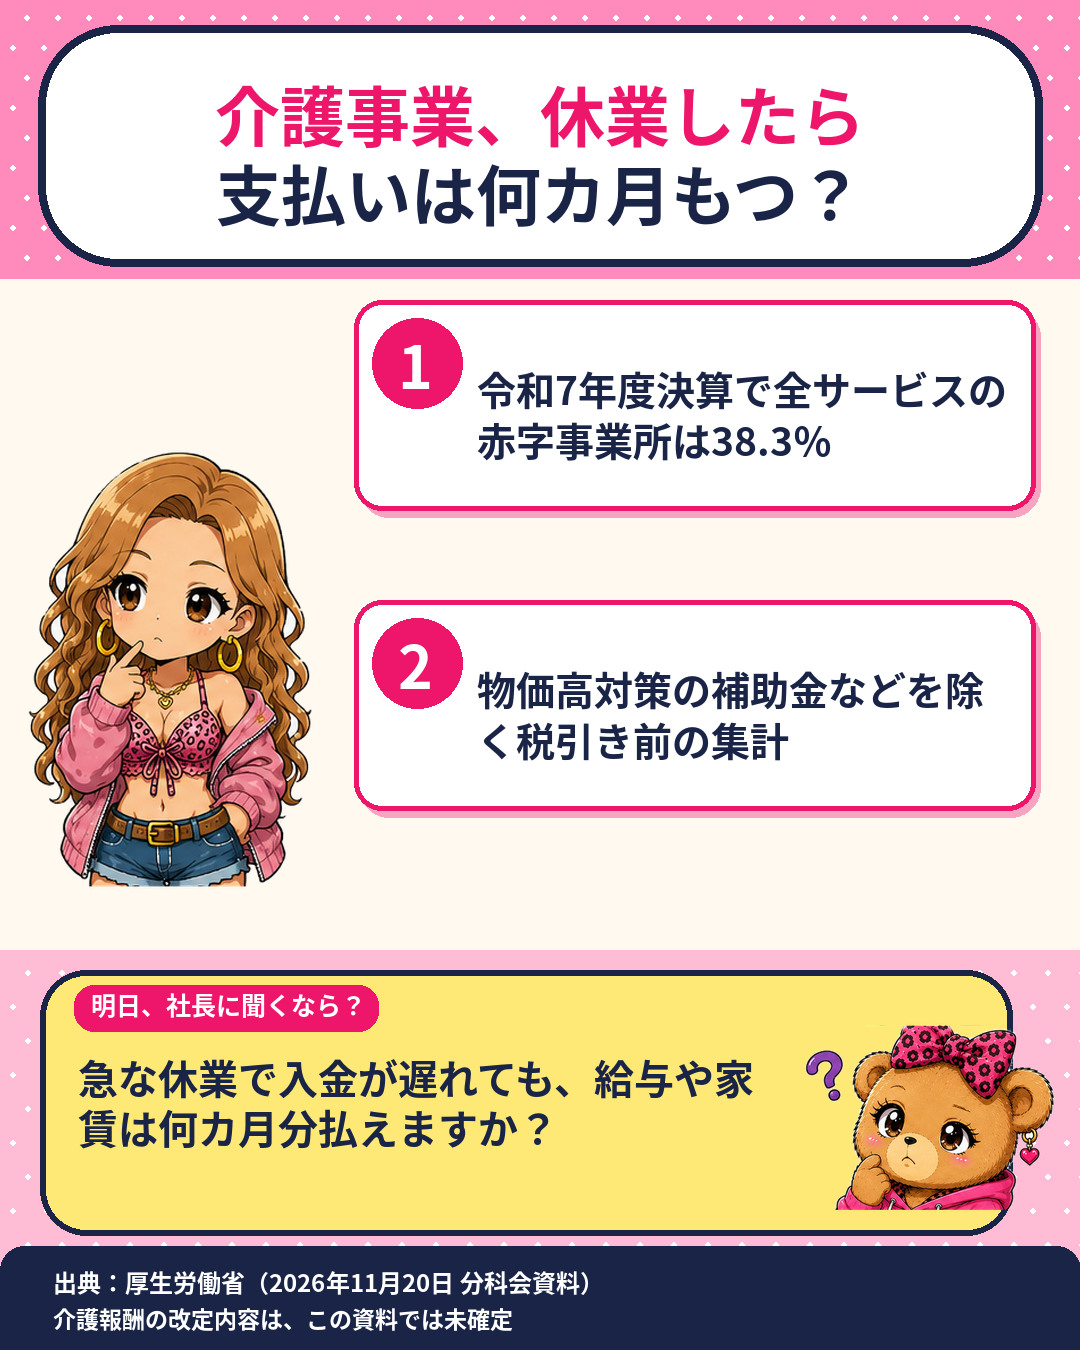 介護事業、休業したら
支払いは何カ月もつ？
1
令和7年度決算で全サービスの
赤字事業所は38.3%
2
物価高対策の補助金などを除
く税引き前の集計
明日、社長に聞くなら？
急な休業で入金が遅れても、給与や家
賃は何カ月分払えますか？
?
出典：厚生労働省（2026年11月20日 分科会資料）
介護報酬の改定内容は、この資料では未確定